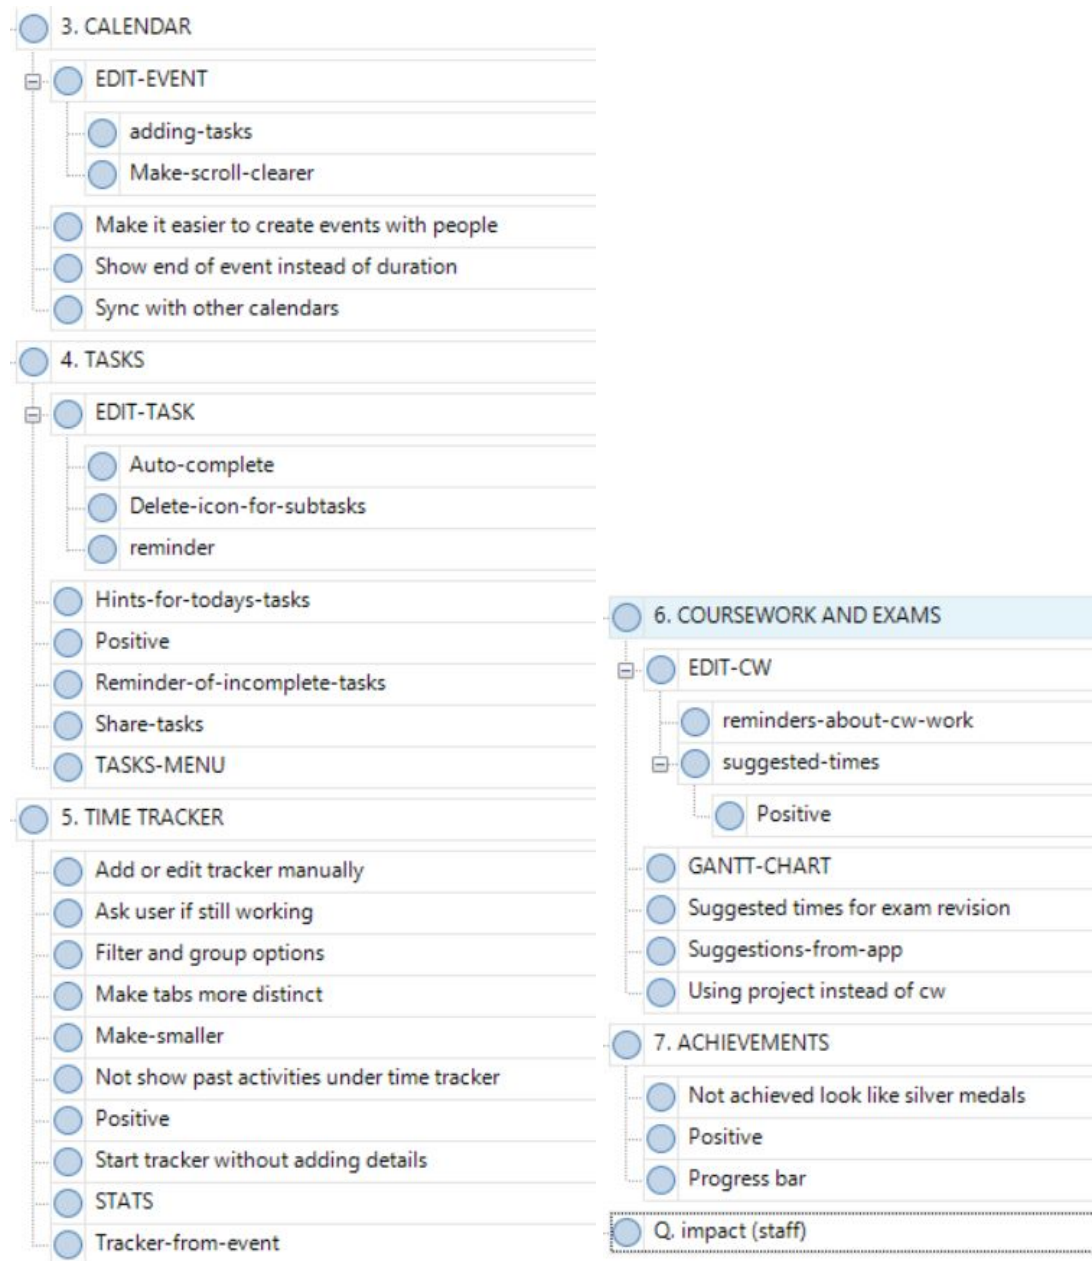 3. CALENDAR
EDIT-EVENT
adding-tasks
Make-scroll-clearer
Make it easier to create events with people
Show end of event instead of duration
Sync with other calendars
4. TASKS
EDIT-TASK
Auto-complete
Delete-icon-for-subtasks
reminder
Hints-for-todays-tasks
Positive
Reminder-of-incomplete-tasks
Share-tasks
TASKS-MENU
5. TIME TRACKER
Add or edit tracker manually
Ask user if still working
Filter and group options
Make tabs more distinct
Make-smaller
Not show past activities under time tracker
Positive
Start tracker without adding details
STATS
Tracker-from-event
6. COURSEWORK AND EXAMS
EDIT-CW
reminders-about-cw-work
suggested-times
Positive
GANTT-CHART
Suggested times for exam revision
Suggestions-from-app
Using project instead of cw
7. ACHIEVEMENTS
Not achieved look like silver medals
Positive
Progress bar
Q. impact (staff)